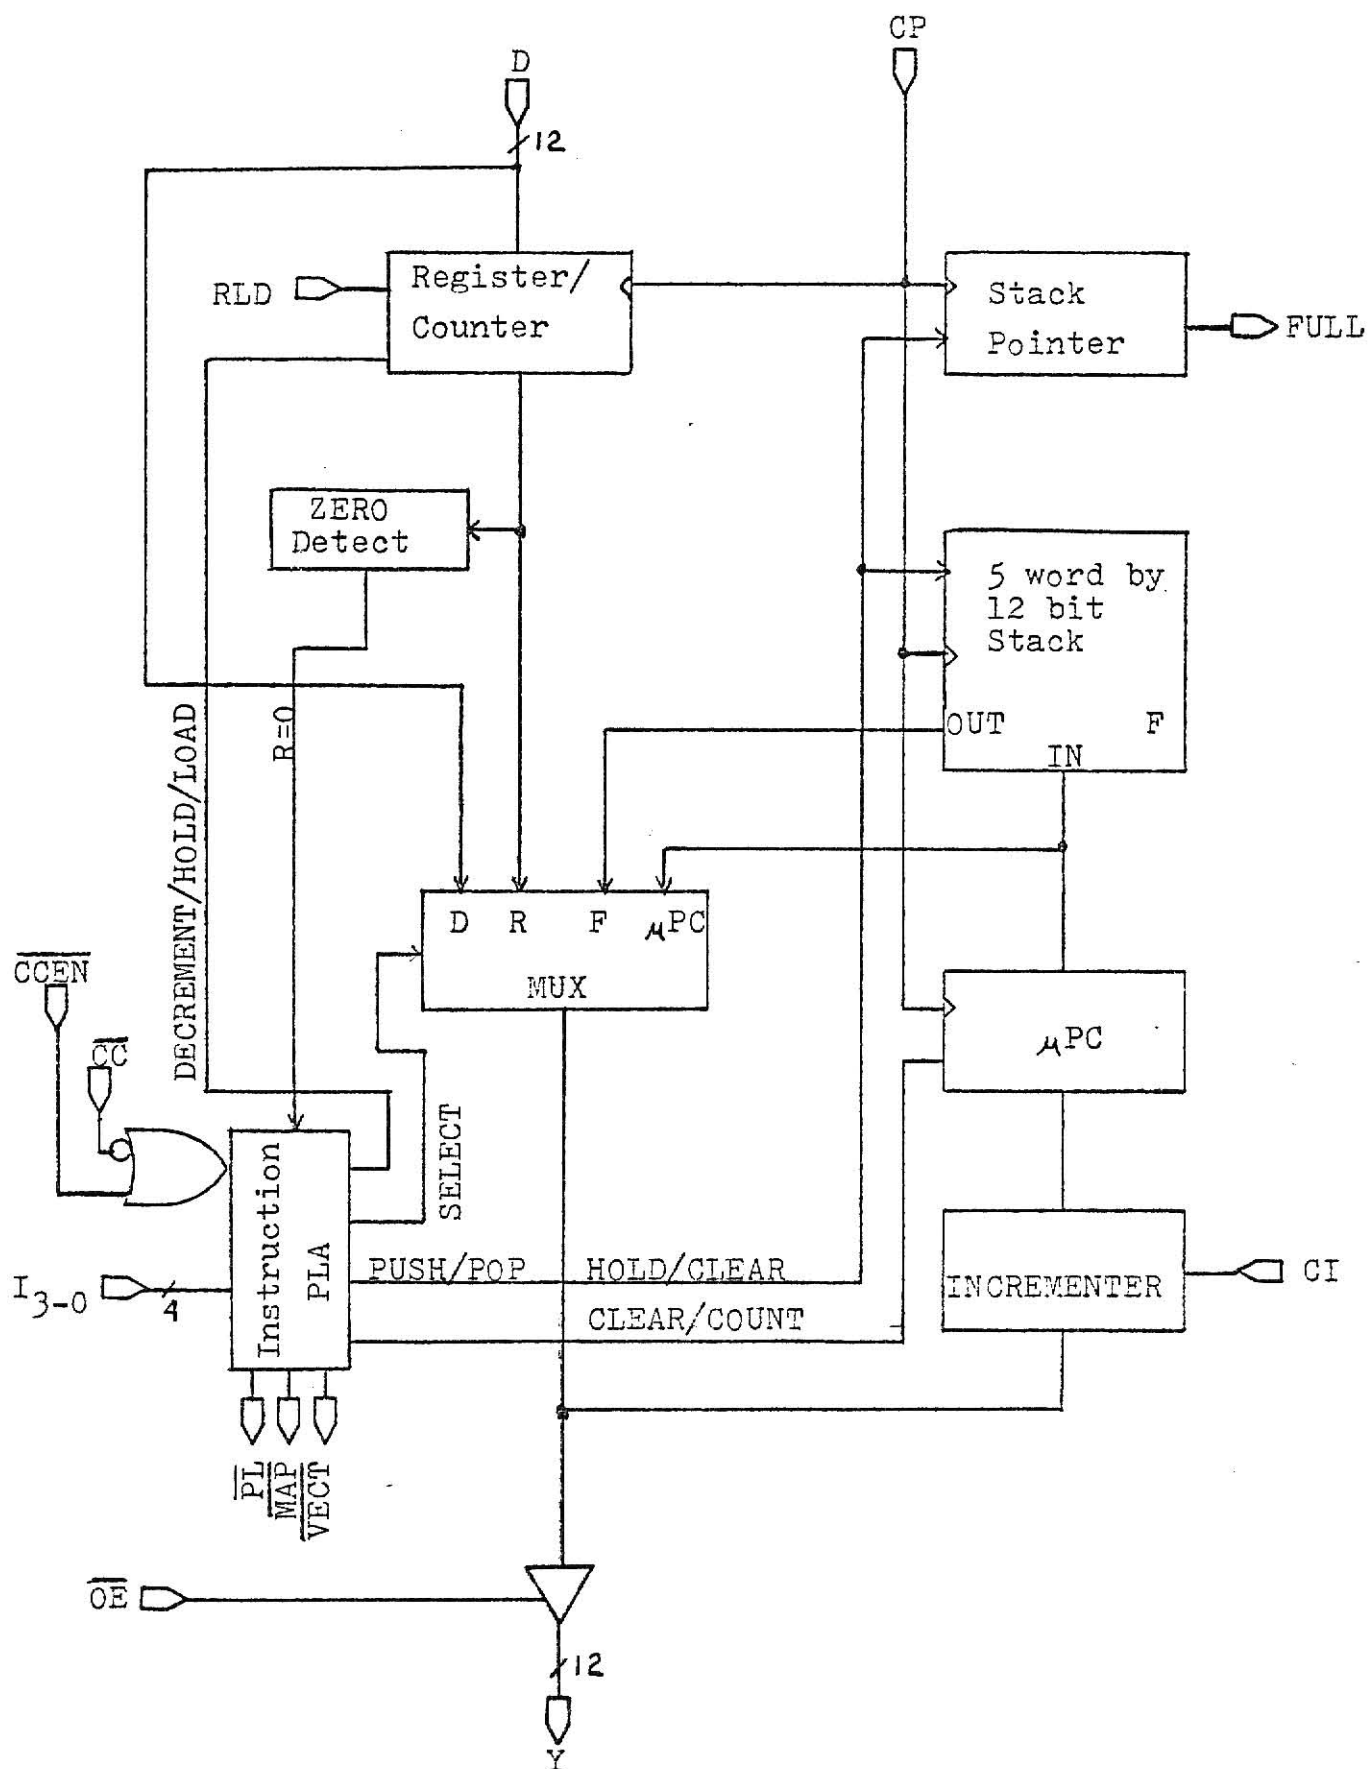 CP
D
12
RLD
Register/
Counter
Stack
Pointer
FULL
ZERO
Detect
5 word by
12 bit
Stack
OUT
F
IN
DECREMENT/HOLD/LOAD
R=0
D R F μPC
MUX
CCEN
CC
μPC
SELECT
Instruction
PLA
I3-0
4
PUSH/POP
HOLD/CLEAR
CLEAR/COUNT
INCREMENTER
CI
PL
MAP
VECT
OE
12
Y